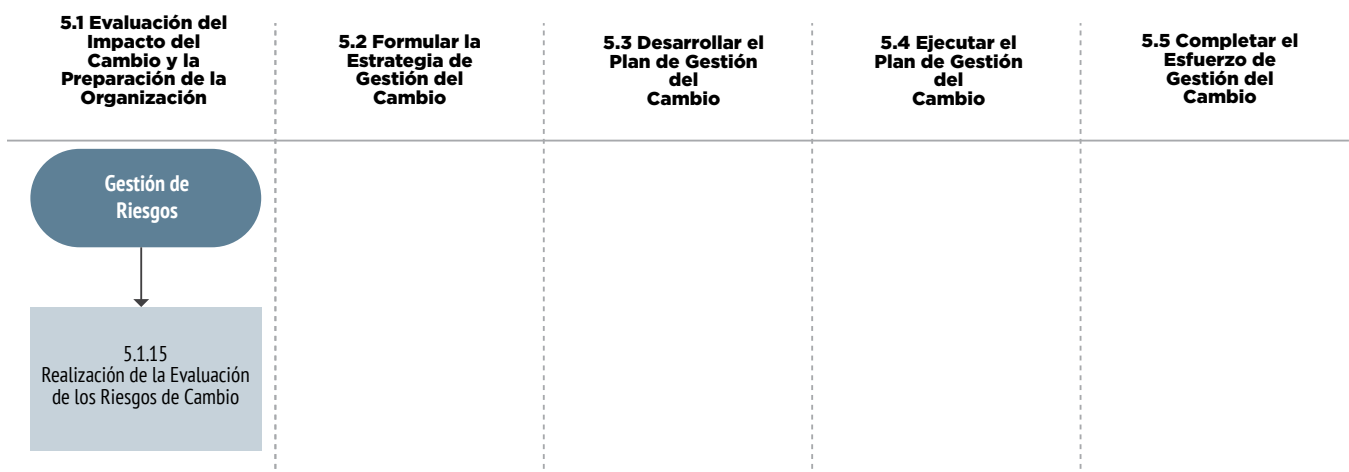 5.1 Evaluación del
Impacto del
Cambio y la
Preparación de la
Organización
5.2 Formular la
Estrategia de
Gestión del
Cambio
5.3 Desarrollar el
Plan de Gestión
del
Cambio
5.4 Ejecutar el
Plan de Gestión
del
Cambio
5.5 Completar el
Esfuerzo de
Gestión del
Cambio
Gestión de
Riesgos
5.1.15
Realización de la Evaluación
de los Riesgos de Cambio